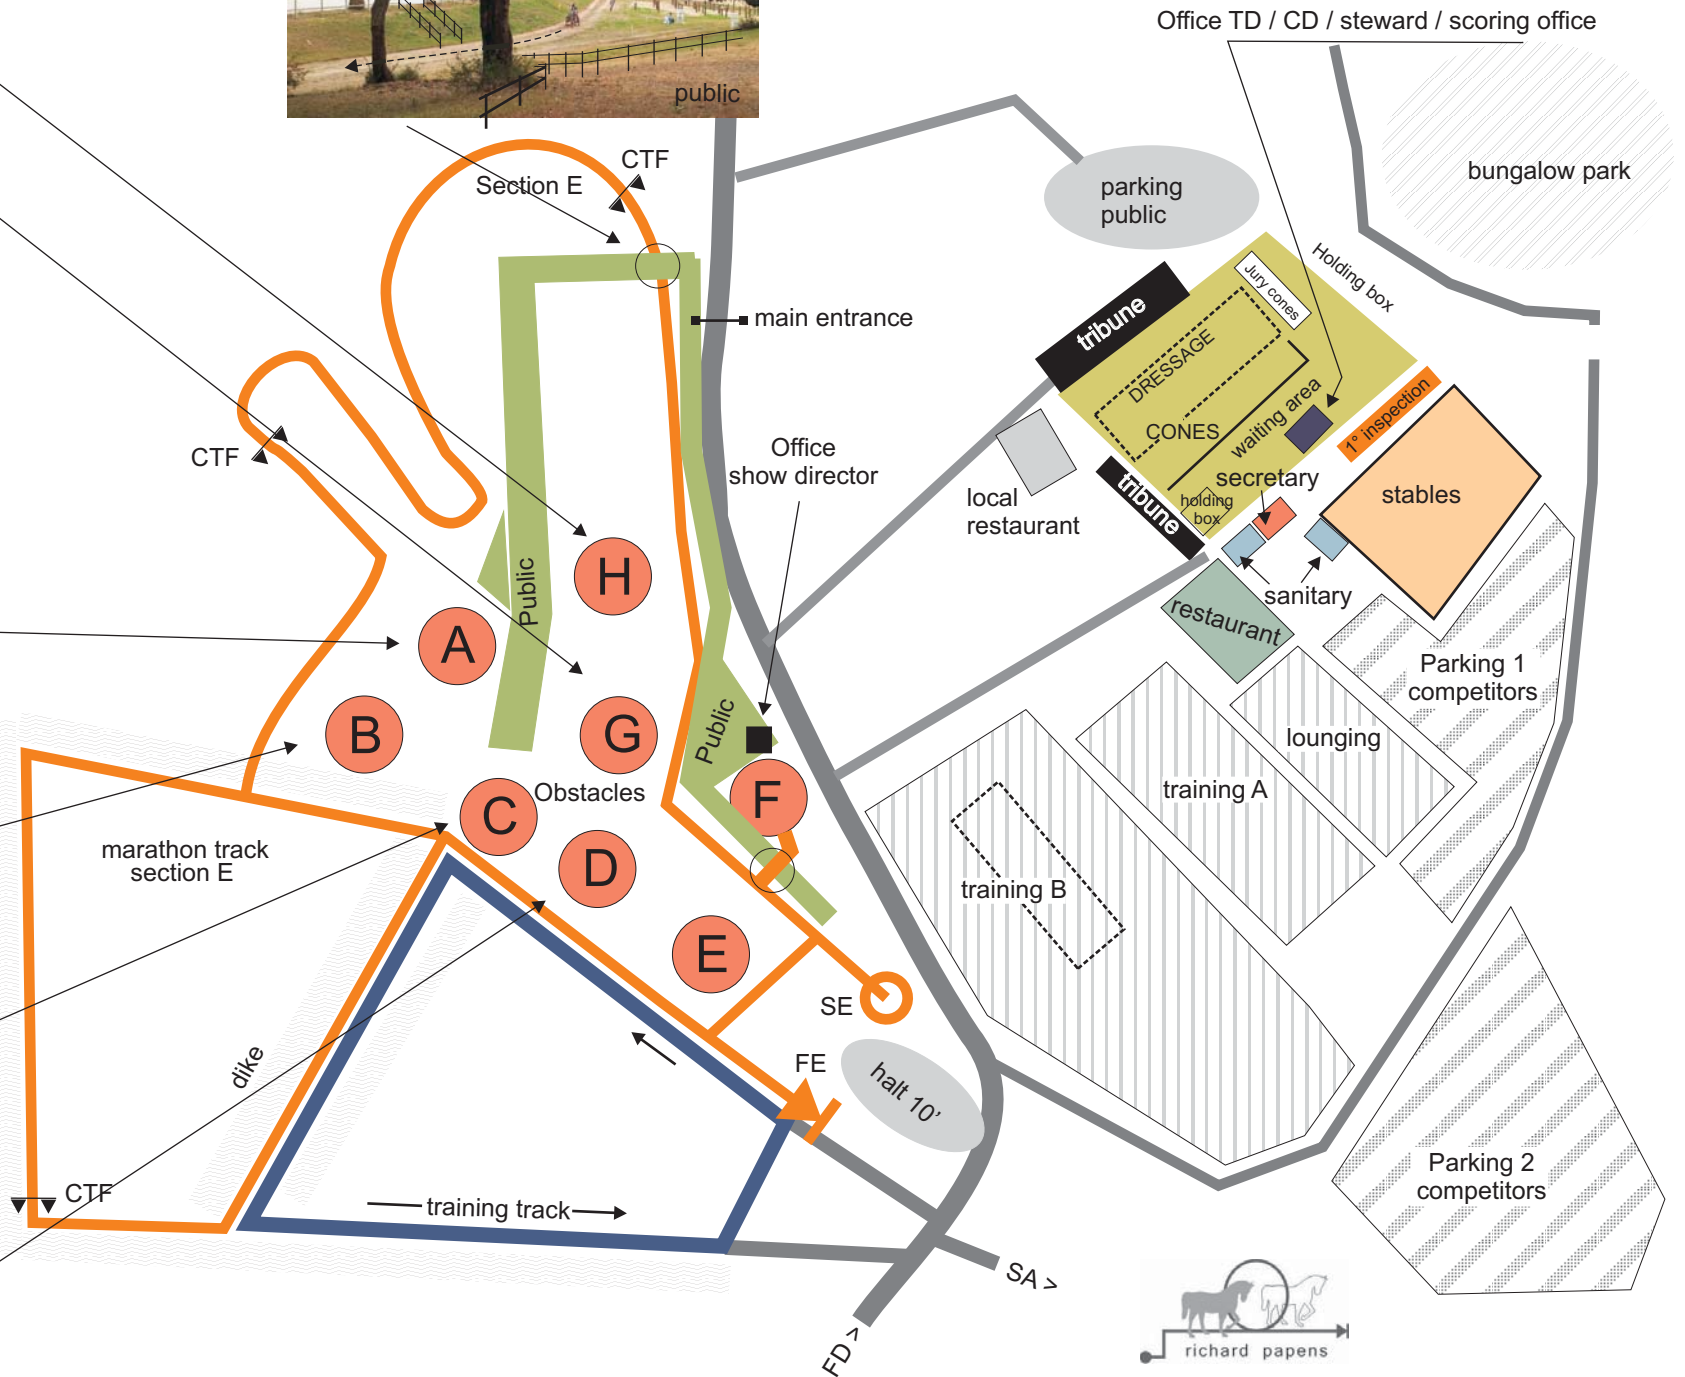 Office TD / CD / steward / scoring office
public
CTF
Section E
bungalow park
parking
public
Holding box
Jury cones
main entrance
tribune
DRESSAGE
CONES
waiting area
1° inspection
CTF
Office
show director
local
restaurant
tribune
holding
box
secretary
stables
sanitary
restaurant
Public
H
A
B
G
Public
F
C
Obstacles
D
E
marathon track
section E
Parking 1
competitors
lounging
training A
training B
SE
FE
halt 10’
dike
CTF
training track
Parking 2
competitors
SA >
FD >
richard papens